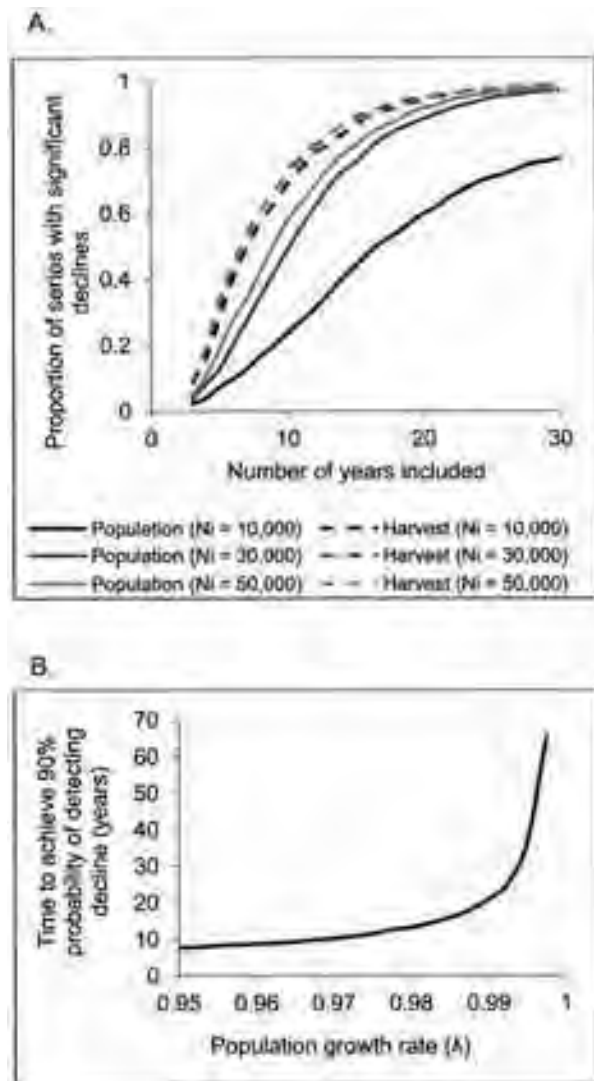 A.
Proportion of series with significant
declines
1
0.8
0.6
0.4
0.2
0
0 10 20 30
Number of years included
Population (Ni = 10,000) Harvest (Ni = 10,000)
Population (Ni = 30,000) Harvest (Ni = 30,000)
Population (Ni = 50,000) Harvest (Ni = 50,000)
B.
Time to achieve 90%
probability of detecting
decline (years)
70
60
50
40
30
20
10
0
0.95 0.96 0.97 0.98 0.99 1
Population growth rate (λ)